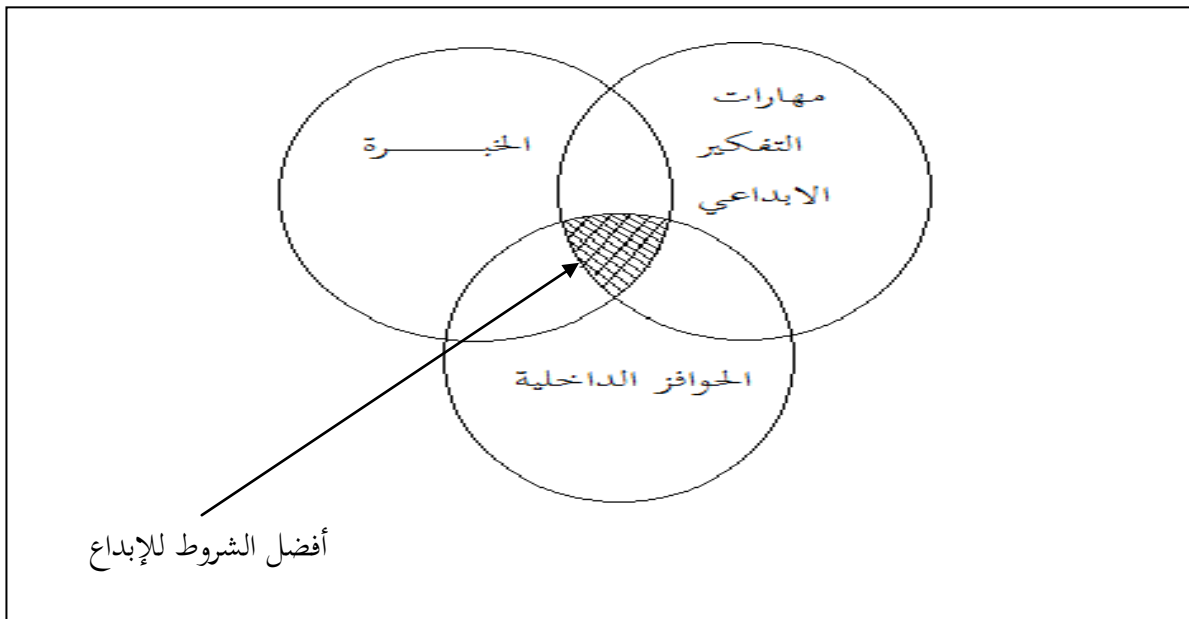 مهارات
التفكير
الابداعي
الخبـــــــرة
الحوافز الداخلية
أفضل الشروط للإبداع